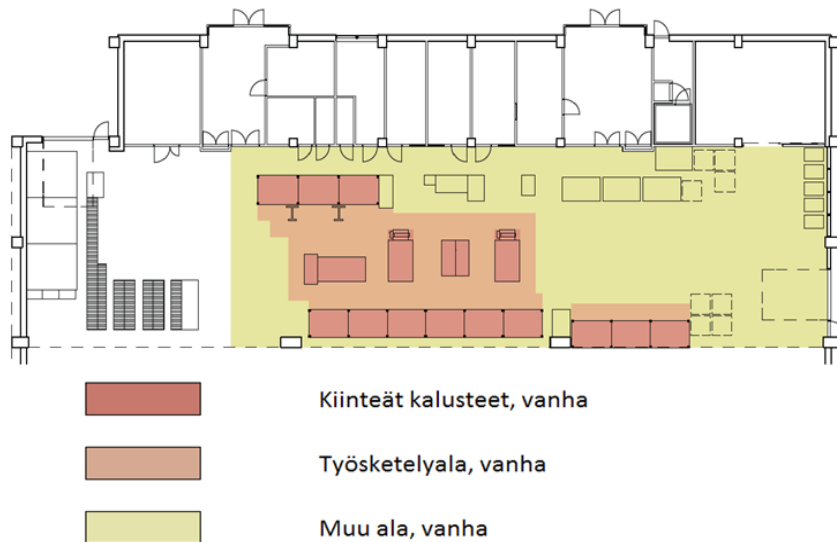 Kiinteät kalusteet, vanha
Työsketelyala, vanha
Muu ala, vanha